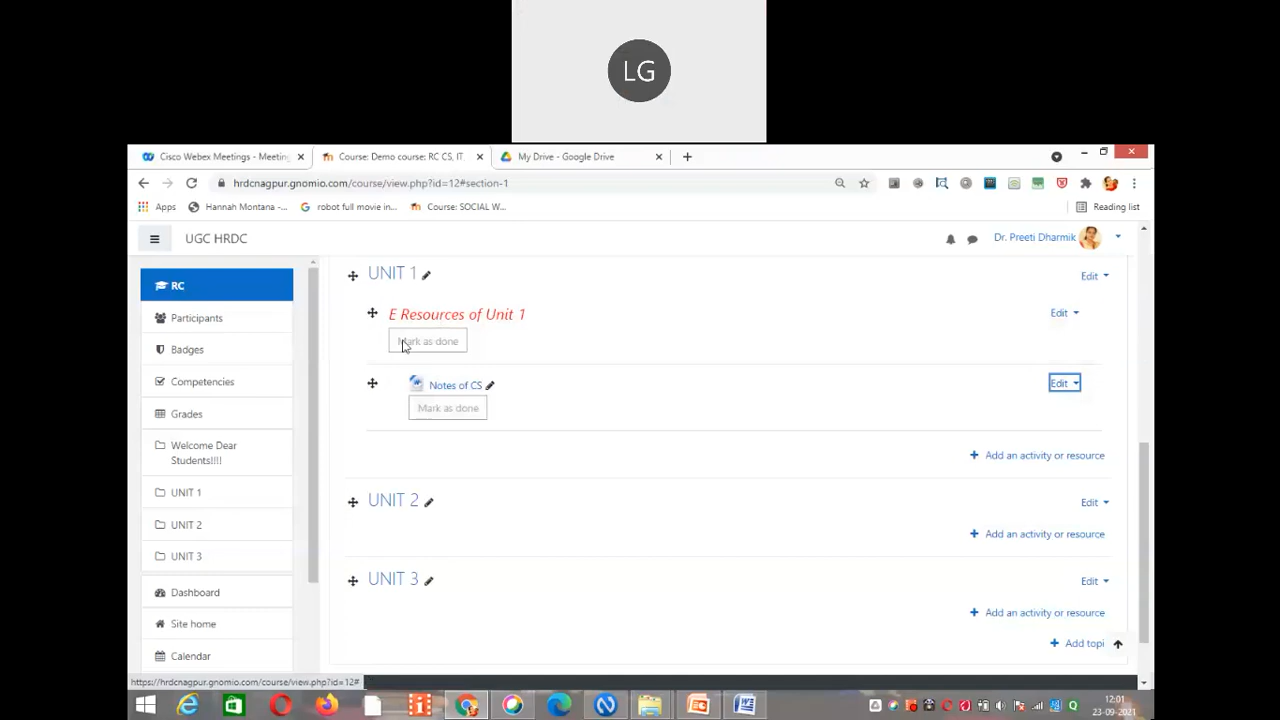 LG
Cisco Webex Meetings - Meeting
Course: Demo course: RC CS, IT
My Drive - Google Drive
hrdcnagpur.gnomio.com/course/view.php?id=12#section-1
Apps
Hannah Montana -...
robot full movie in...
Course: SOCIAL W...
Reading list
UGC HRDC
Dr. Preeti Dharmik
RC
Participants
Badges
Competencies
Grades
Welcome Dear
Students!!!!
UNIT 1
UNIT 2
UNIT 3
Dashboard
Site home
Calendar
UNIT 1
Edit
E Resources of Unit 1
Edit
Mark as done
Notes of CS
Edit
Mark as done
+ Add an activity or resource
UNIT 2
Edit
+ Add an activity or resource
UNIT 3
Edit
+ Add an activity or resource
+ Add topi
https://hrdcnagpur.gnomio.com/course/view.php?id=12#
12:01
23-09-2021